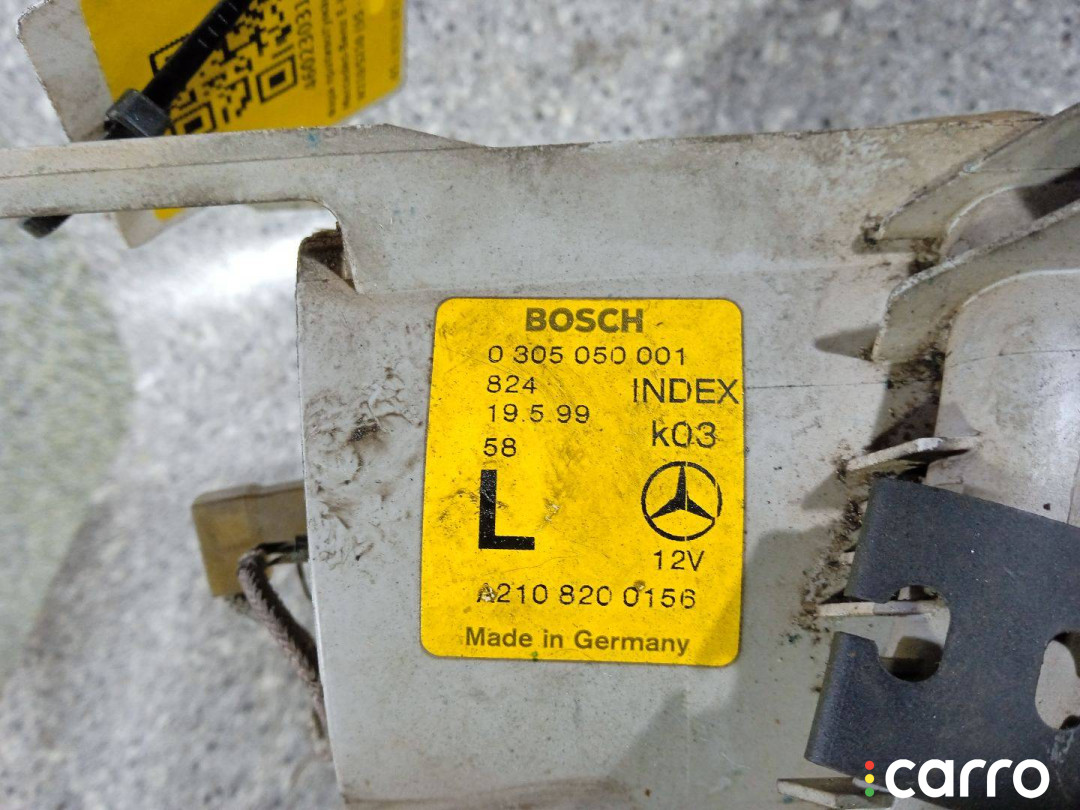 BOSCH
0 305 050 001
824 INDEX
19.5.99
58 k03
L
12V
A210 820 0156
Made in Germany
carro